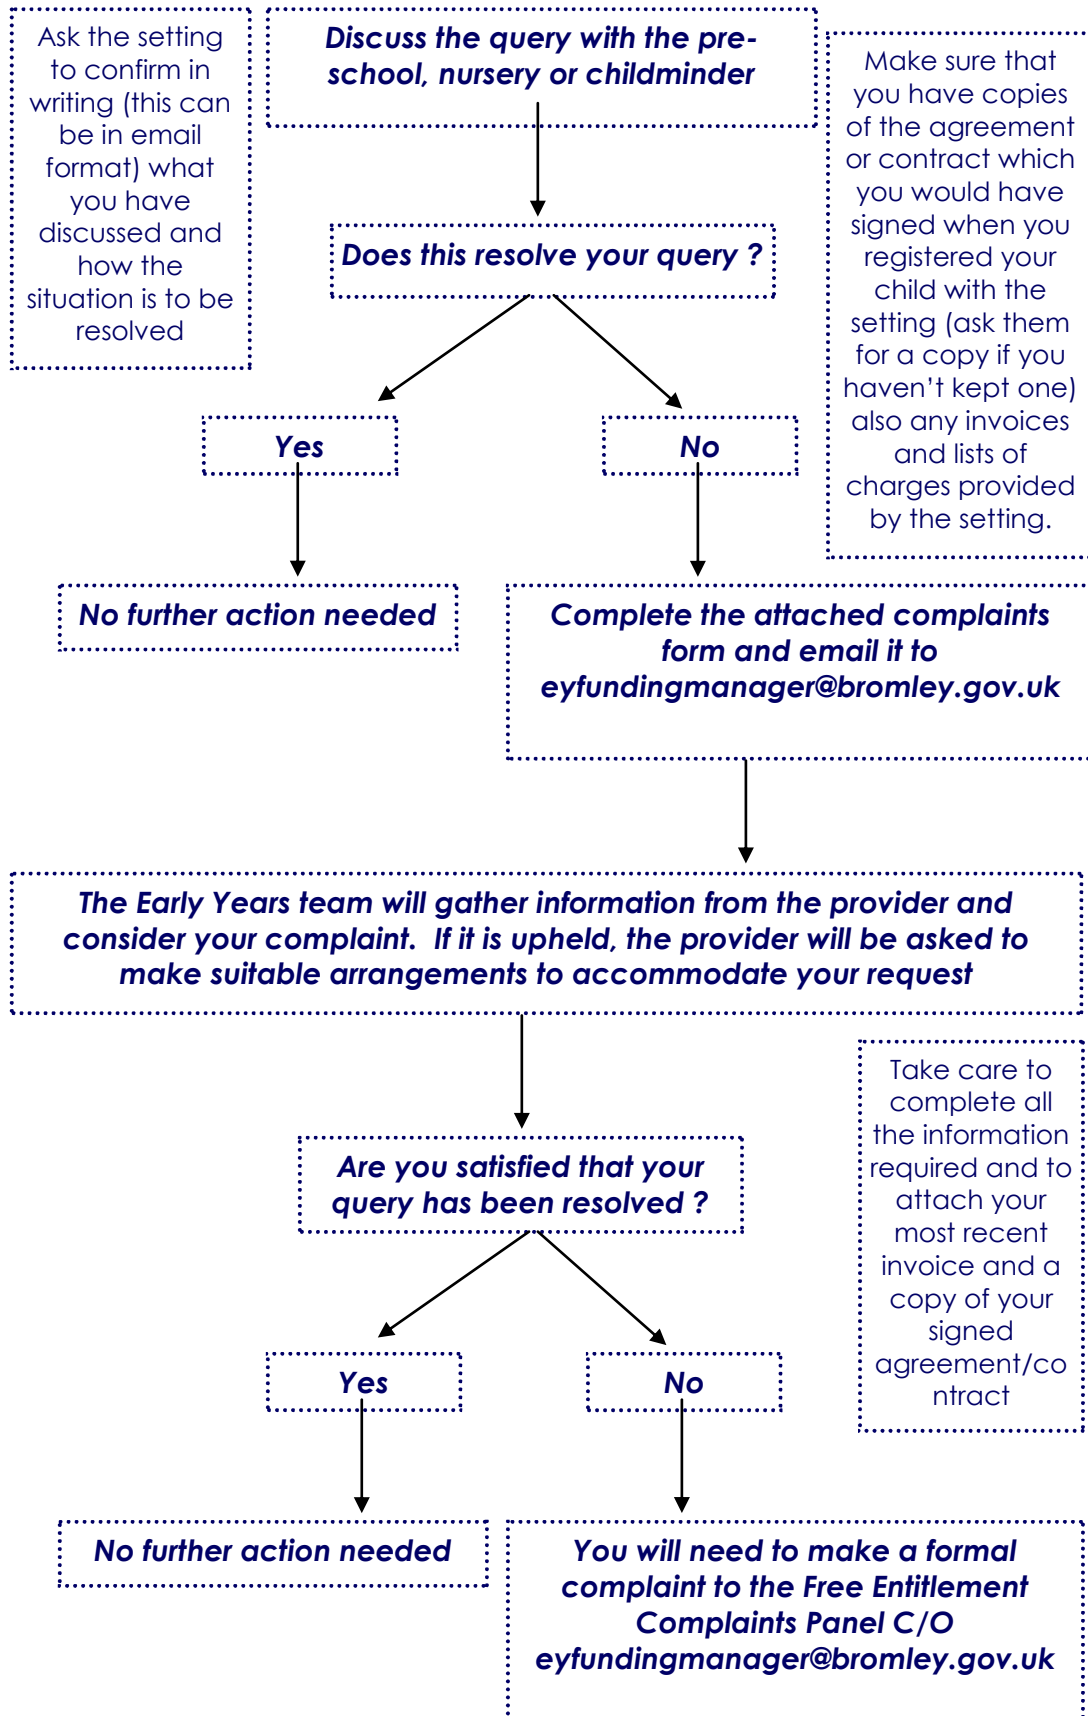 Ask the setting
to confirm in
writing (this can
be in email
format) what
you have
discussed and
how the
situation is to be
resolved
Discuss the query with the pre-
school, nursery or childminder
Make sure that
you have copies
of the agreement
or contract which
you would have
signed when you
registered your
child with the
setting (ask them
for a copy if you
haven't kept one)
also any invoices
and lists of
charges provided
by the setting.
Does this resolve your query ?
Yes
No
No further action needed
Complete the attached complaints
form and email it to
eyfundingmanager@bromley.gov.uk
The Early Years team will gather information from the provider and
consider your complaint.  If it is upheld, the provider will be asked to
make suitable arrangements to accommodate your request
Are you satisfied that your
query has been resolved ?
Take care to
complete all
the information
required and to
attach your
most recent
invoice and a
copy of your
signed
agreement/co
ntract
Yes
No
No further action needed
You will need to make a formal
complaint to the Free Entitlement
Complaints Panel C/O
eyfundingmanager@bromley.gov.uk